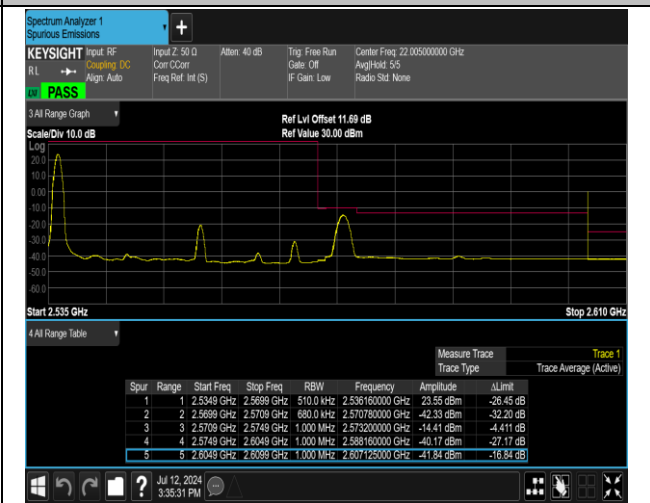 Spectrum Analyzer 1
Spurious Emissions
KEYSIGHT Input: RF Input Z: 50 Ω Atten: 40 dB Trig: Free Run Center Freq: 22.005000000 GHz
Coupling: DC Corr CCorr Gate: Off Avg|Hold: 5/5
RL Align: Auto Freq Ref: Int (S) IF Gain: Low Radio Std: None
PASS
3 All Range Graph
Ref Lvl Offset 11.69 dB
Scale/Div 10.0 dB Ref Value 30.00 dBm
Log
20.0
10.0
0.00
-10.0
-20.0
-30.0
-40.0
-50.0
-60.0
Start 2.535 GHz Stop 2.610 GHz
4 All Range Table
Measure Trace Trace 1
Trace Type Trace Average (Active)
Spur Range Start Freq Stop Freq RBW Frequency Amplitude ΔLimit
1 1 2.5349 GHz 2.5699 GHz 510.0 kHz 2.536160000 GHz 23.55 dBm -26.45 dB
2 2 2.5699 GHz 2.5709 GHz 680.0 kHz 2.570780000 GHz -42.33 dBm -32.20 dB
3 3 2.5709 GHz 2.5749 GHz 1.000 MHz 2.573200000 GHz -14.41 dBm -4.411 dB
4 4 2.5749 GHz 2.6049 GHz 1.000 MHz 2.588160000 GHz -40.17 dBm -27.17 dB
5 5 2.6049 GHz 2.6099 GHz 1.000 MHz 2.607125000 GHz -41.84 dBm -16.84 dB
Jul 12, 2024
3:35:31 PM